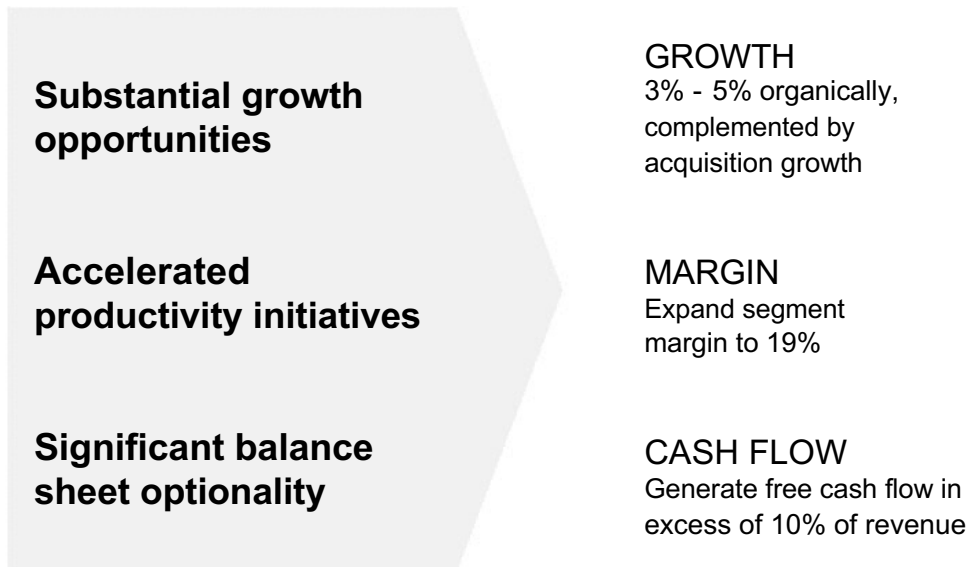 Substantial growth
opportunities
GROWTH
3% - 5% organically,
complemented by
acquisition growth
Accelerated
productivity initiatives
MARGIN
Expand segment
margin to 19%
Significant balance
sheet optionality
CASH FLOW
Generate free cash flow in
excess of 10% of revenue